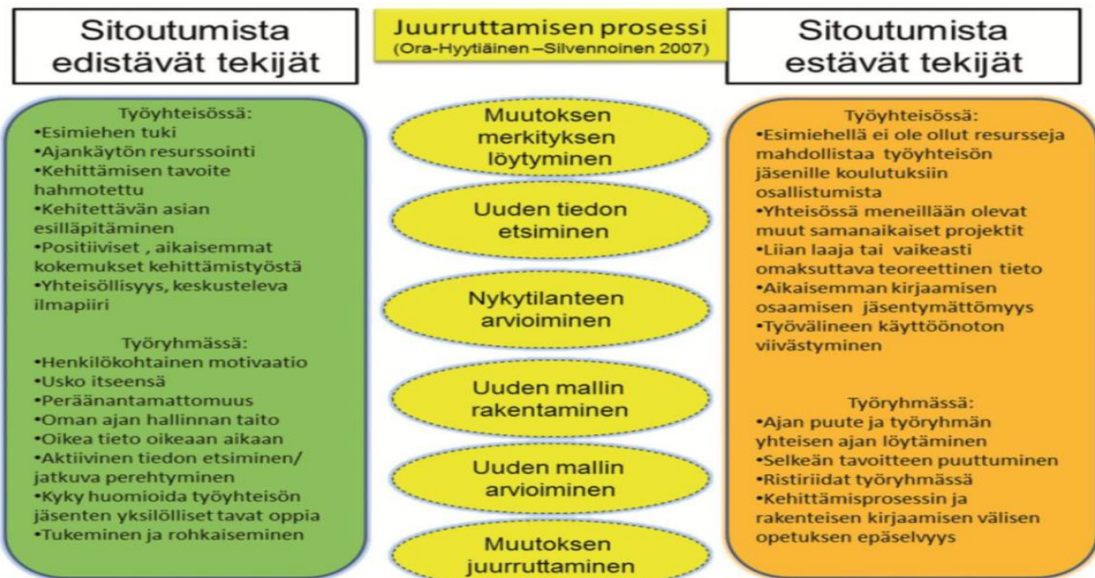 Sitoutumista
edistävät tekijät
Työyhteisössä:
•Esimiehen tuki
•Ajankäytön resurssointi
•Kehittämisen tavoite
hahmotettu
•Kehitettävän asian
esilläpitäminen
•Positiiviset , aikaisemmat
kokemukset kehittämistyöstä
•Yhteisöllisyys, keskusteleva
ilmapiiri
Työryhmässä:
•Henkilökohtainen motivaatio
•Usko itseensä
•Peräänantamattomuus
•Oman ajan hallinnan taito
•Oikea tieto oikeaan aikaan
•Aktiivinen tiedon etsiminen/
jatkuva perehtyminen
•Kyky huomioida työyhteisön
jäsenten yksilölliset tavat oppia
•Tukeminen ja rohkaiseminen
Juurruttamisen prosessi
(Ora-Hyytiäinen –Silvennoinen 2007)
Muutoksen
merkityksen
löytyminen
Uuden tiedon
etsiminen
Nykytilanteen
arvioiminen
Uuden mallin
rakentaminen
Uuden mallin
arvioiminen
Muutoksen
juurruttaminen
Sitoutumista
estävät tekijät
Työyhteisössä:
•Esimiehellä ei ole ollut resursseja
mahdollistaa työyhteisön
jäsenille koulutuksiin
osallistumista
•Yhteisössä meneillään olevat
muut samanaikaiset projektit
•Liian laaja tai vaikeasti
omaksuttava teoreettinen tieto
•Aikaisemman kirjaamisen
osaamisen jäsentymättömyys
•Työvälineen käyttöönoton
viivästyminen
Työryhmässä:
•Ajan puute ja työryhmän
yhteisen ajan löytäminen
•Selkeän tavoitteen puuttuminen
•Ristiriidat työryhmässä
•Kehittämisprosessin ja
rakenteisen kirjaamisen välisen
opetuksen epäselvyys